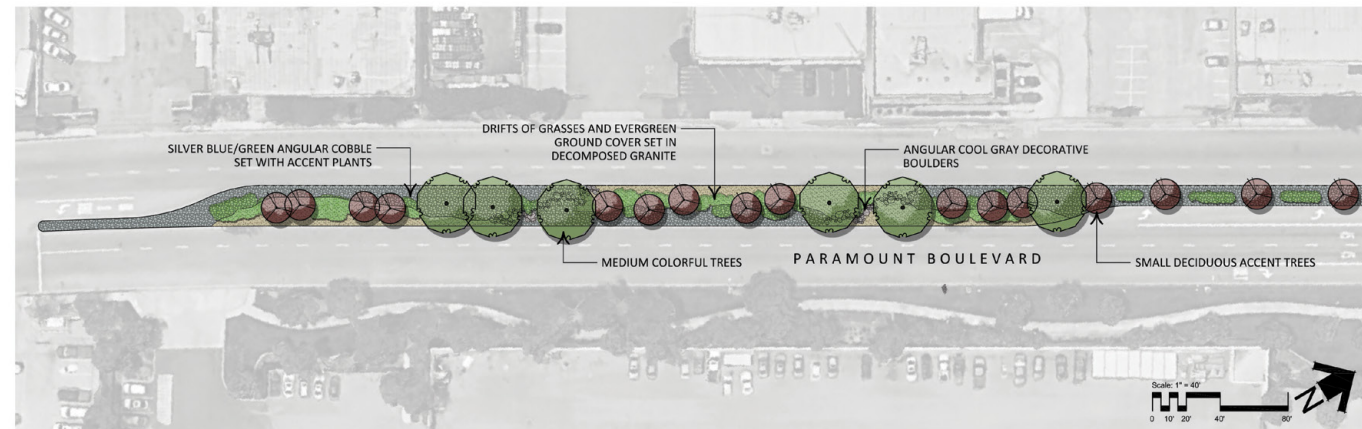 DRIFTS OF GRASSES AND EVERGREEN
GROUND COVER SET IN
DECOMPOSED GRANITE
SILVER BLUE/GREEN ANGULAR COBBLE
SET WITH ACCENT PLANTS
ANGULAR COOL GRAY DECORATIVE
BOULDERS
MEDIUM COLORFUL TREES
PARAMOUNT BOULEVARD
SMALL DECIDUOUS ACCENT TREES
Scale: 1" = 40'
0 10' 20' 40' 80'
N